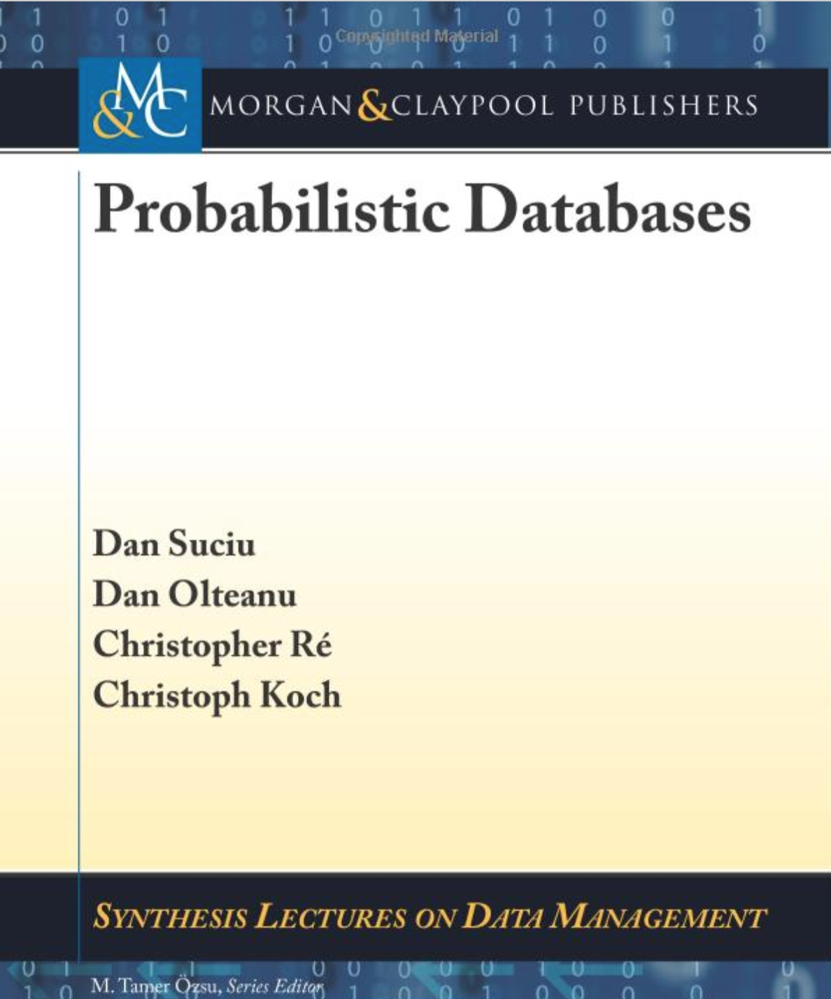 Copyrighted Material
M&C MORGAN&CLAYPOOL PUBLISHERS
Probabilistic Databases
Dan Suciu
Dan Olteanu
Christopher Ré
Christoph Koch
SYNTHESIS LECTURES ON DATA MANAGEMENT
M. Tamer Özsu, Series Editor